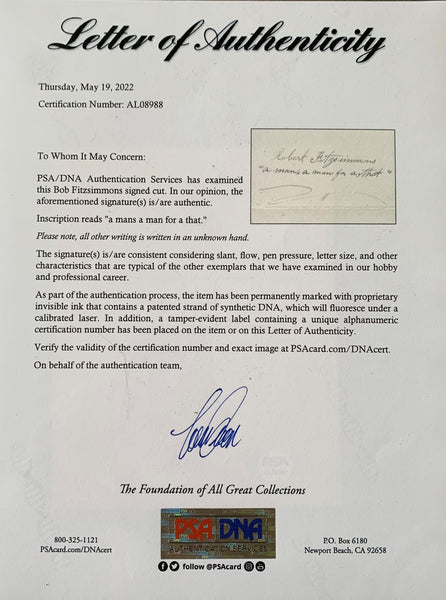 Letter of Authenticity
Thursday, May 19, 2022
Certification Number: AL08988
To Whom It May Concern:
PSA/DNA Authentication Services has examined
this Bob Fitzsimmons signed cut. In our opinion, the
aforementioned signature(s) is/are authentic.
Inscription reads "a mans a man for a that."
Please note, all other writing is written in an unknown hand.
Robert Fitzsimmons
"a mans a man for a that"
The signature(s) is/are consistent considering slant, flow, pen pressure, letter size, and other
characteristics that are typical of the other exemplars that we have examined in our hobby
and professional career.
As part of the authentication process, the item has been permanently marked with proprietary
invisible ink that contains a patented strand of synthetic DNA, which will fluoresce under a
calibrated laser. In addition, a tamper-evident label containing a unique alphanumeric
certification number has been placed on the item or on this Letter of Authenticity.
Verify the validity of the certification number and exact image at PSAcard.com/DNAcert.
On behalf of the authentication team,
The Foundation of All Great Collections
PSA DNA
AUTHENTICATION SERVICES
800-325-1121
PSAcard.com/DNAcert
follow @PSAcard
P.O. Box 6180
Newport Beach, CA 92658